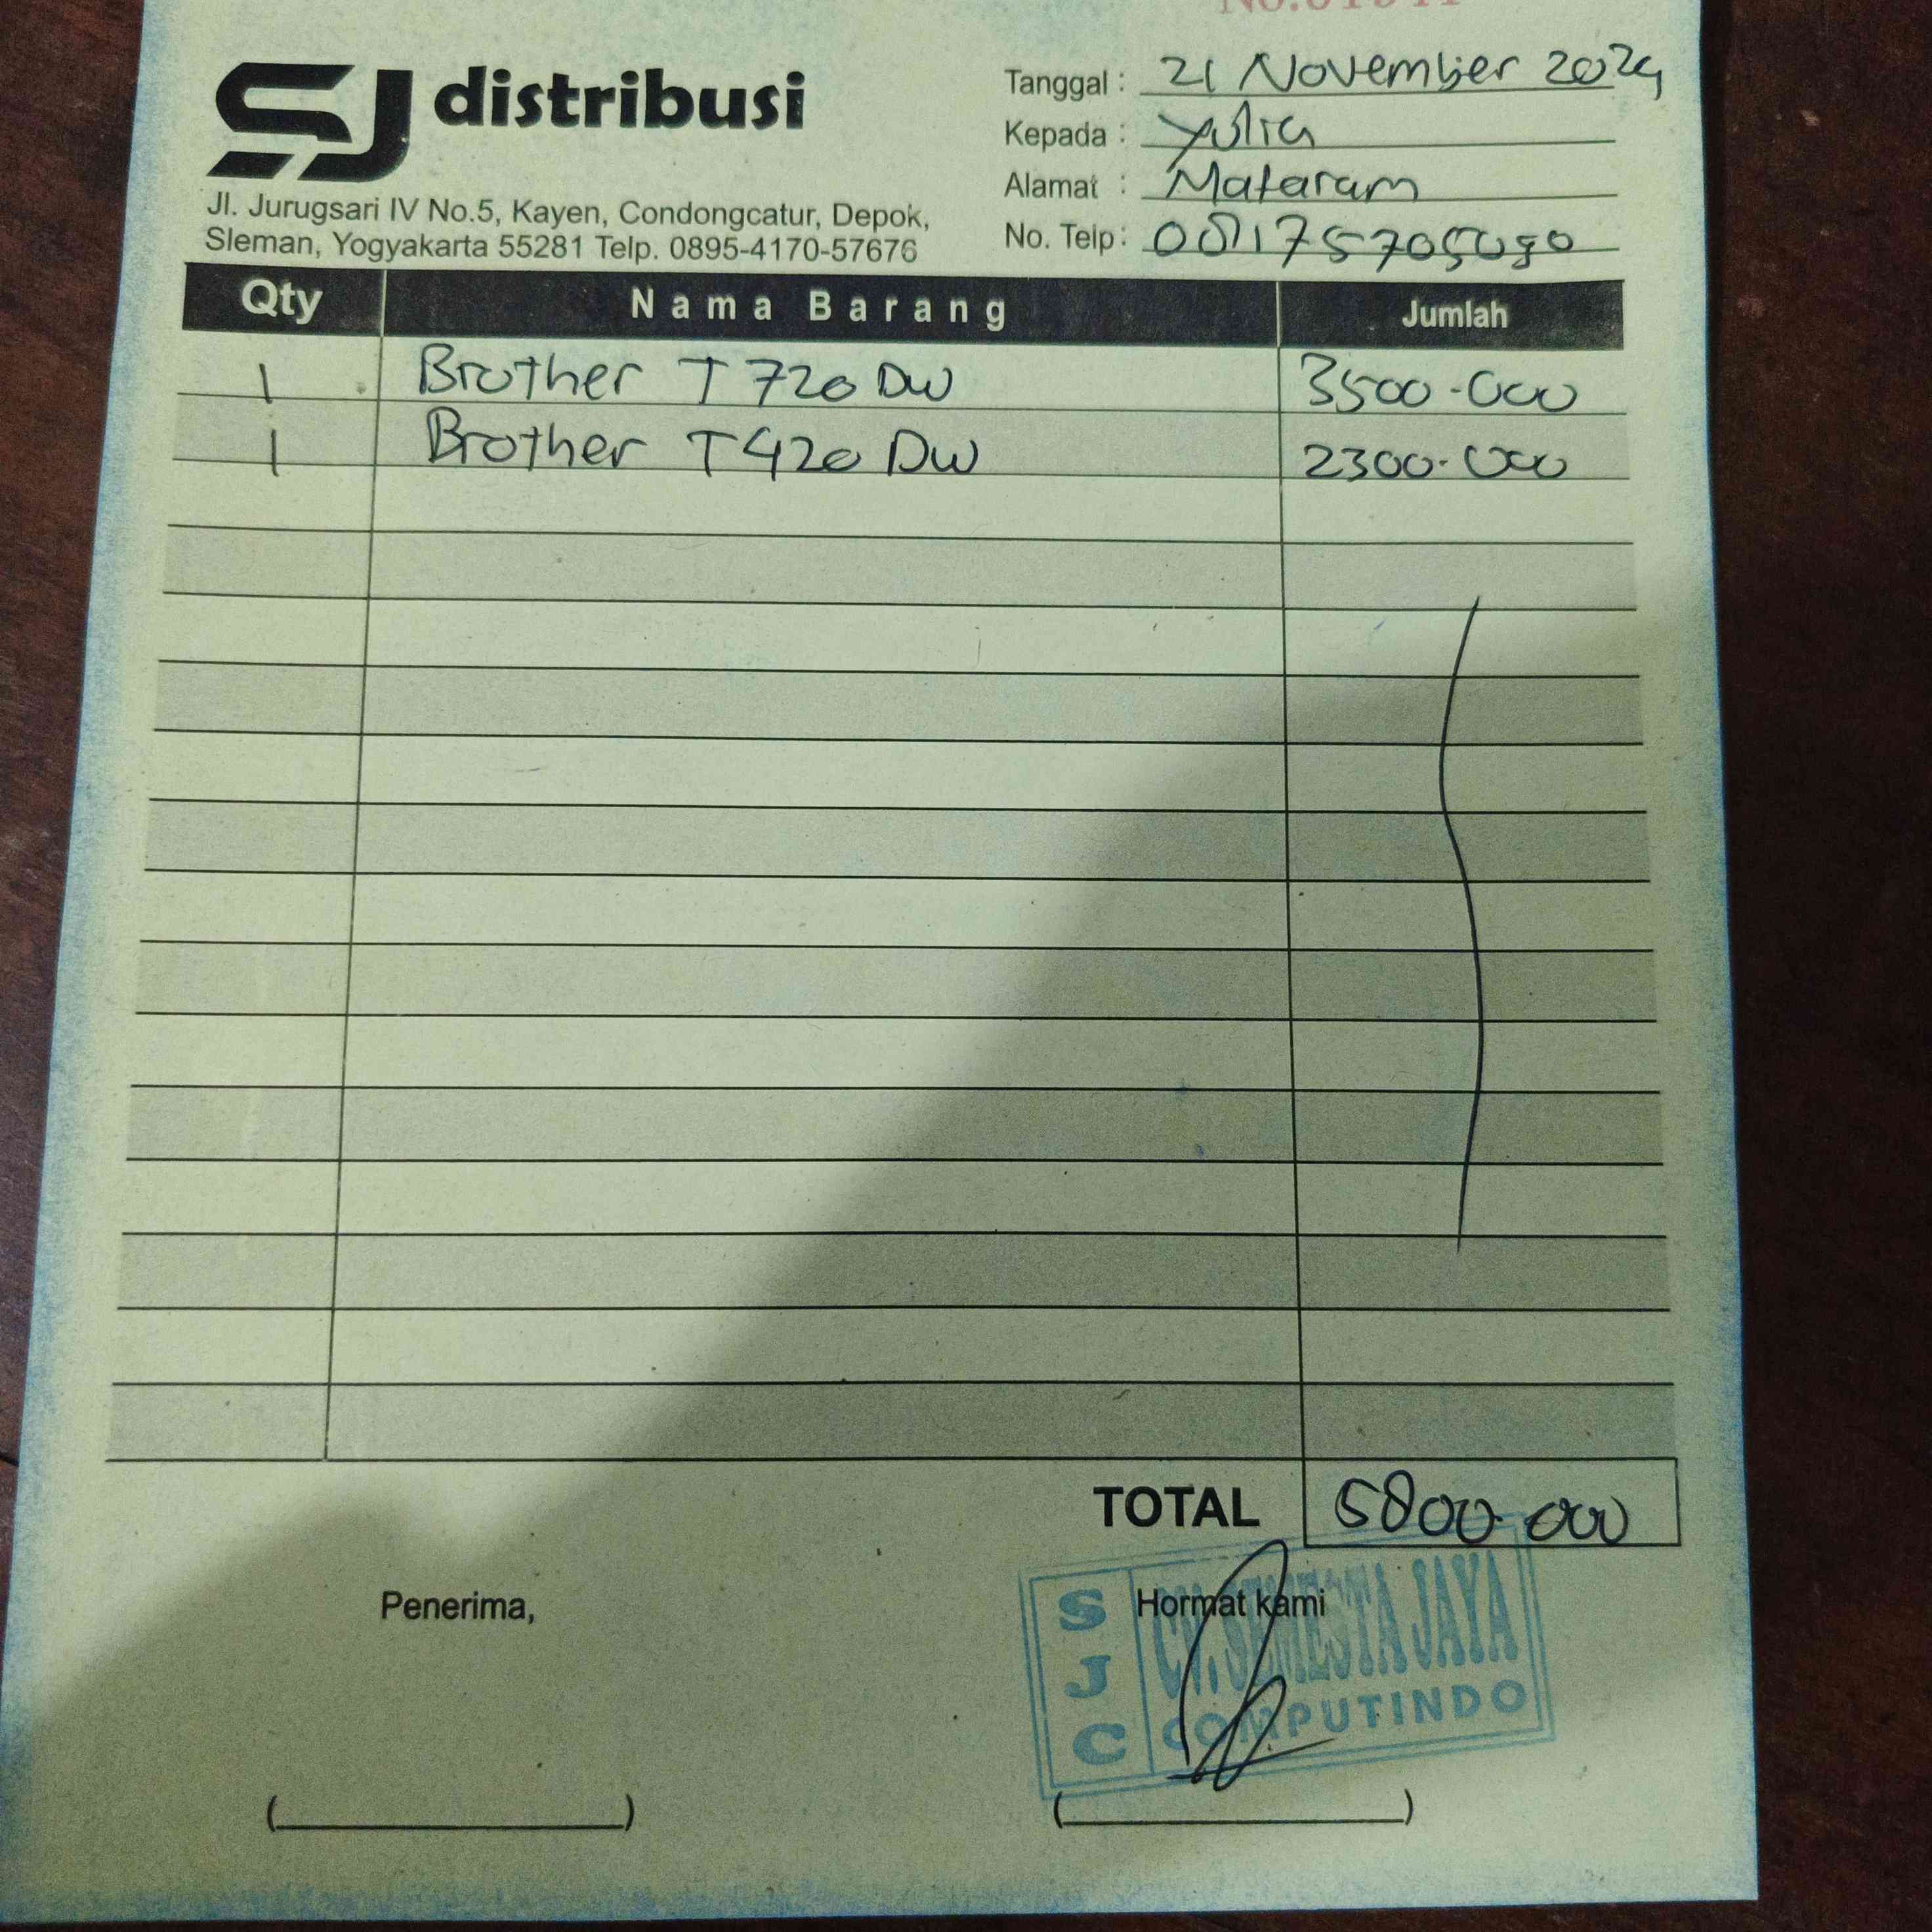 SJ distribusi
Jl. Jurugsari IV No.5, Kayen, Condongcatur, Depok,
Sleman, Yogyakarta 55281 Telp. 0895-4170-57676
Tanggal : 21 November 2024
Kepada : Yulia
Alamat : Mataram
No. Telp:
Qty Nama Barang Jumlah
1 Brother T720 DW 3500.000
1 Brother T420 DW 2300.000
TOTAL 5800.000
Penerima,
Hormat kami
SJC
CV. SEMESTA JAYA
COMPUTINDO